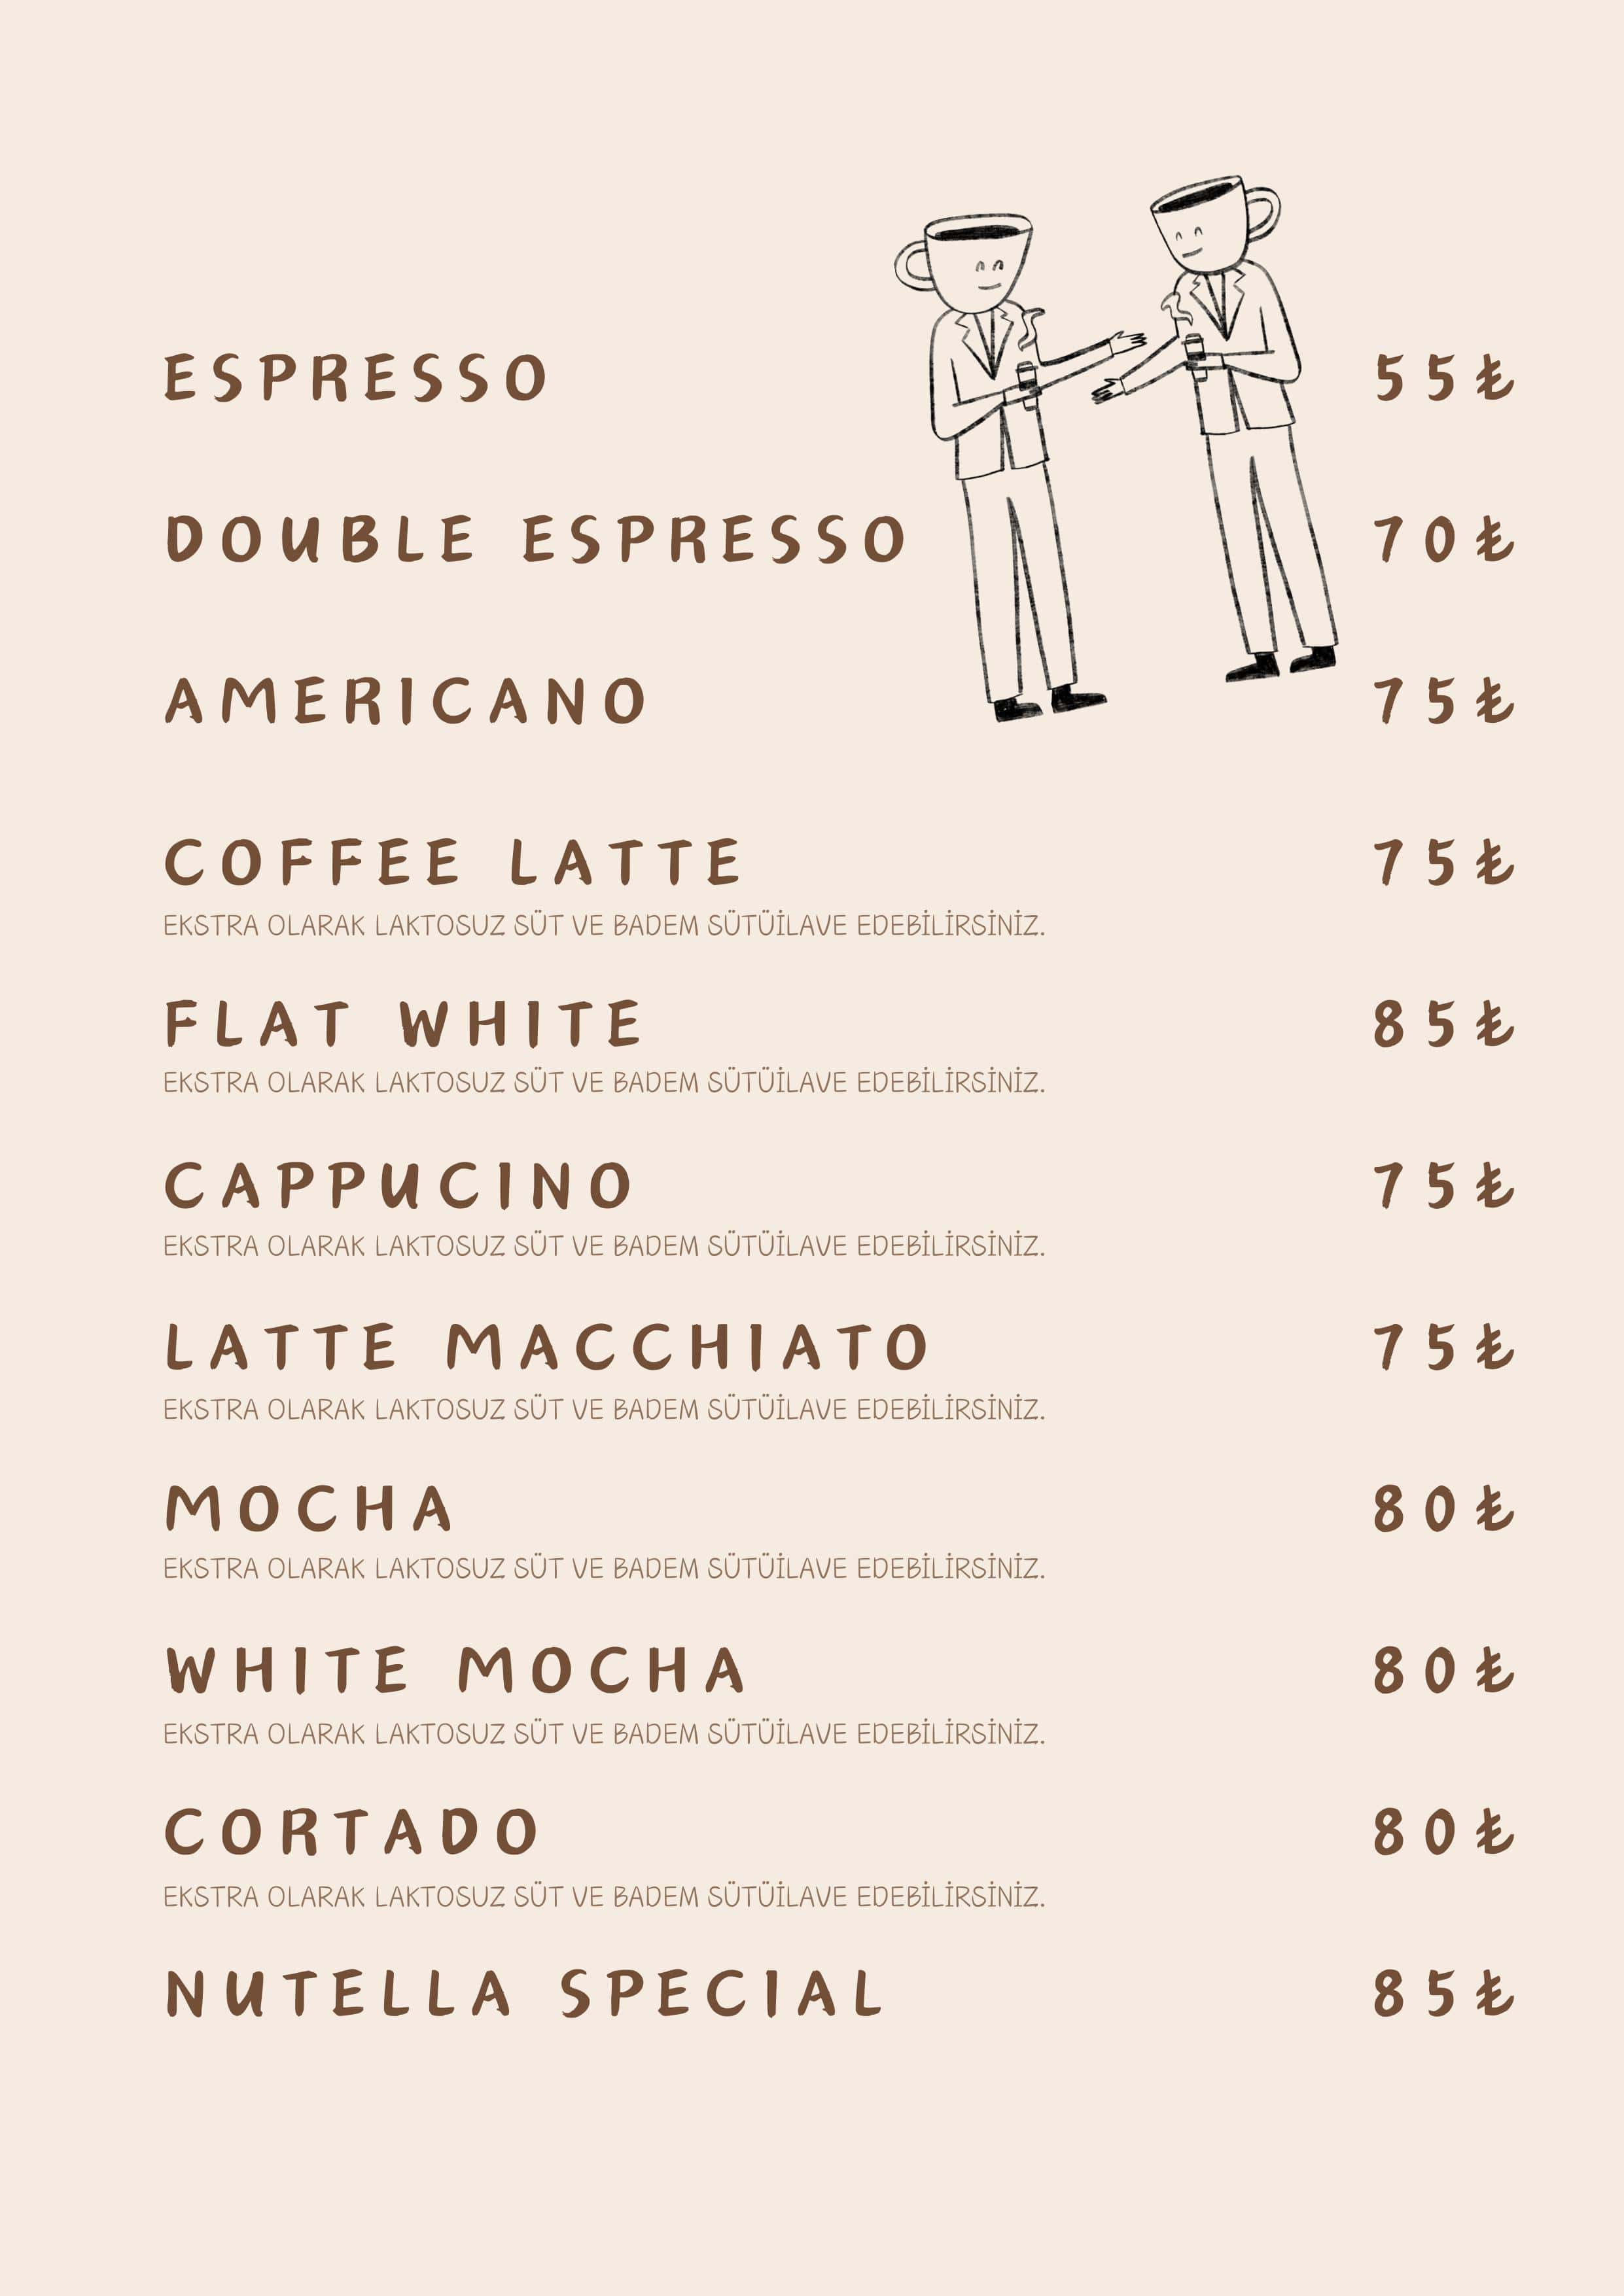 ESPRESSO 55₺
DOUBLE ESPRESSO 70₺
AMERICANO 75₺
COFFEE LATTE 75₺
EKSTRA OLARAK LAKTOSUZ SÜT VE BADEM SÜTÜİLAVE EDEBİLİRSİNİZ.
FLAT WHITE 85₺
EKSTRA OLARAK LAKTOSUZ SÜT VE BADEM SÜTÜİLAVE EDEBİLİRSİNİZ.
CAPPUCINO 75₺
EKSTRA OLARAK LAKTOSUZ SÜT VE BADEM SÜTÜİLAVE EDEBİLİRSİNİZ.
LATTE MACCHIATO 75₺
EKSTRA OLARAK LAKTOSUZ SÜT VE BADEM SÜTÜİLAVE EDEBİLİRSİNİZ.
MOCHA 80₺
EKSTRA OLARAK LAKTOSUZ SÜT VE BADEM SÜTÜİLAVE EDEBİLİRSİNİZ.
WHITE MOCHA 80₺
EKSTRA OLARAK LAKTOSUZ SÜT VE BADEM SÜTÜİLAVE EDEBİLİRSİNİZ.
CORTADO 80₺
EKSTRA OLARAK LAKTOSUZ SÜT VE BADEM SÜTÜİLAVE EDEBİLİRSİNİZ.
NUTELLA SPECIAL 85₺